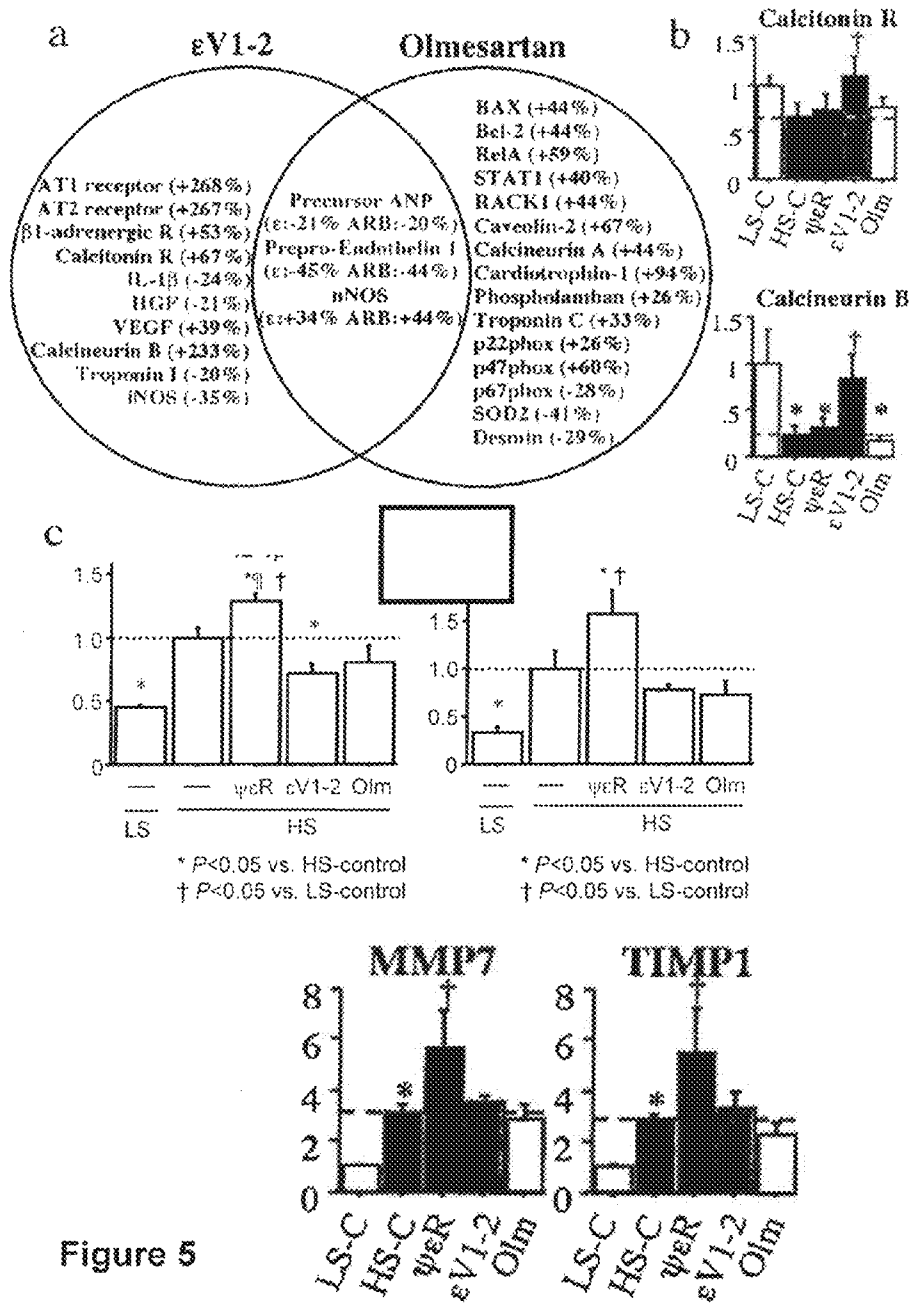 a
εV1-2
Olmesartan
AT1 receptor (+268%)
AT2 receptor (+267%)
β1-adrenergic R (+53%)
Calcitonin R (+67%)
IL-1β (-24%)
HGF (-21%)
VEGF (+39%)
Calcineurin B (+233%)
Troponin I (-20%)
iNOS (-35%)
Precursor ANP
(ε:-21% ARB:-20%)
Prepro-Endothelin 1
(ε:-45% ARB:-44%)
nNOS
(ε:+34% ARB:+44%)
BAX (+44%)
Bcl-2 (+44%)
RelA (+59%)
STAT1 (+40%)
RACK1 (+44%)
Caveolin-2 (+67%)
Calcineurin A (+44%)
Cardiotrophin-1 (+94%)
Phospholamban (+26%)
Troponin C (+33%)
p22phox (+26%)
p47phox (+60%)
p67phox (-28%)
SOD2 (-41%)
Desmin (-29%)
b
Calcitonin R
1.5
1
.5
0
†
LS-C HS-C ψεR εV1-2 Olm
Calcineurin B
1.5
1
.5
0
* * † *
LS-C HS-C ψεR εV1-2 Olm
c
1.5
1.0
0.5
0
* *¶ † *
— — ψεR εV1-2 Olm
LS HS
* P<0.05 vs. HS-control
† P<0.05 vs. LS-control
1.5
1.0
0.5
0
* * †
--- --- ψεR εV1-2 Olm
LS HS
* P<0.05 vs. HS-control
† P<0.05 vs. LS-control
MMP7
8
6
4
2
0
* †
LS-C HS-C ψεR εV1-2 Olm
TIMP1
8
6
4
2
0
* †
LS-C HS-C ψεR εV1-2 Olm
Figure 5